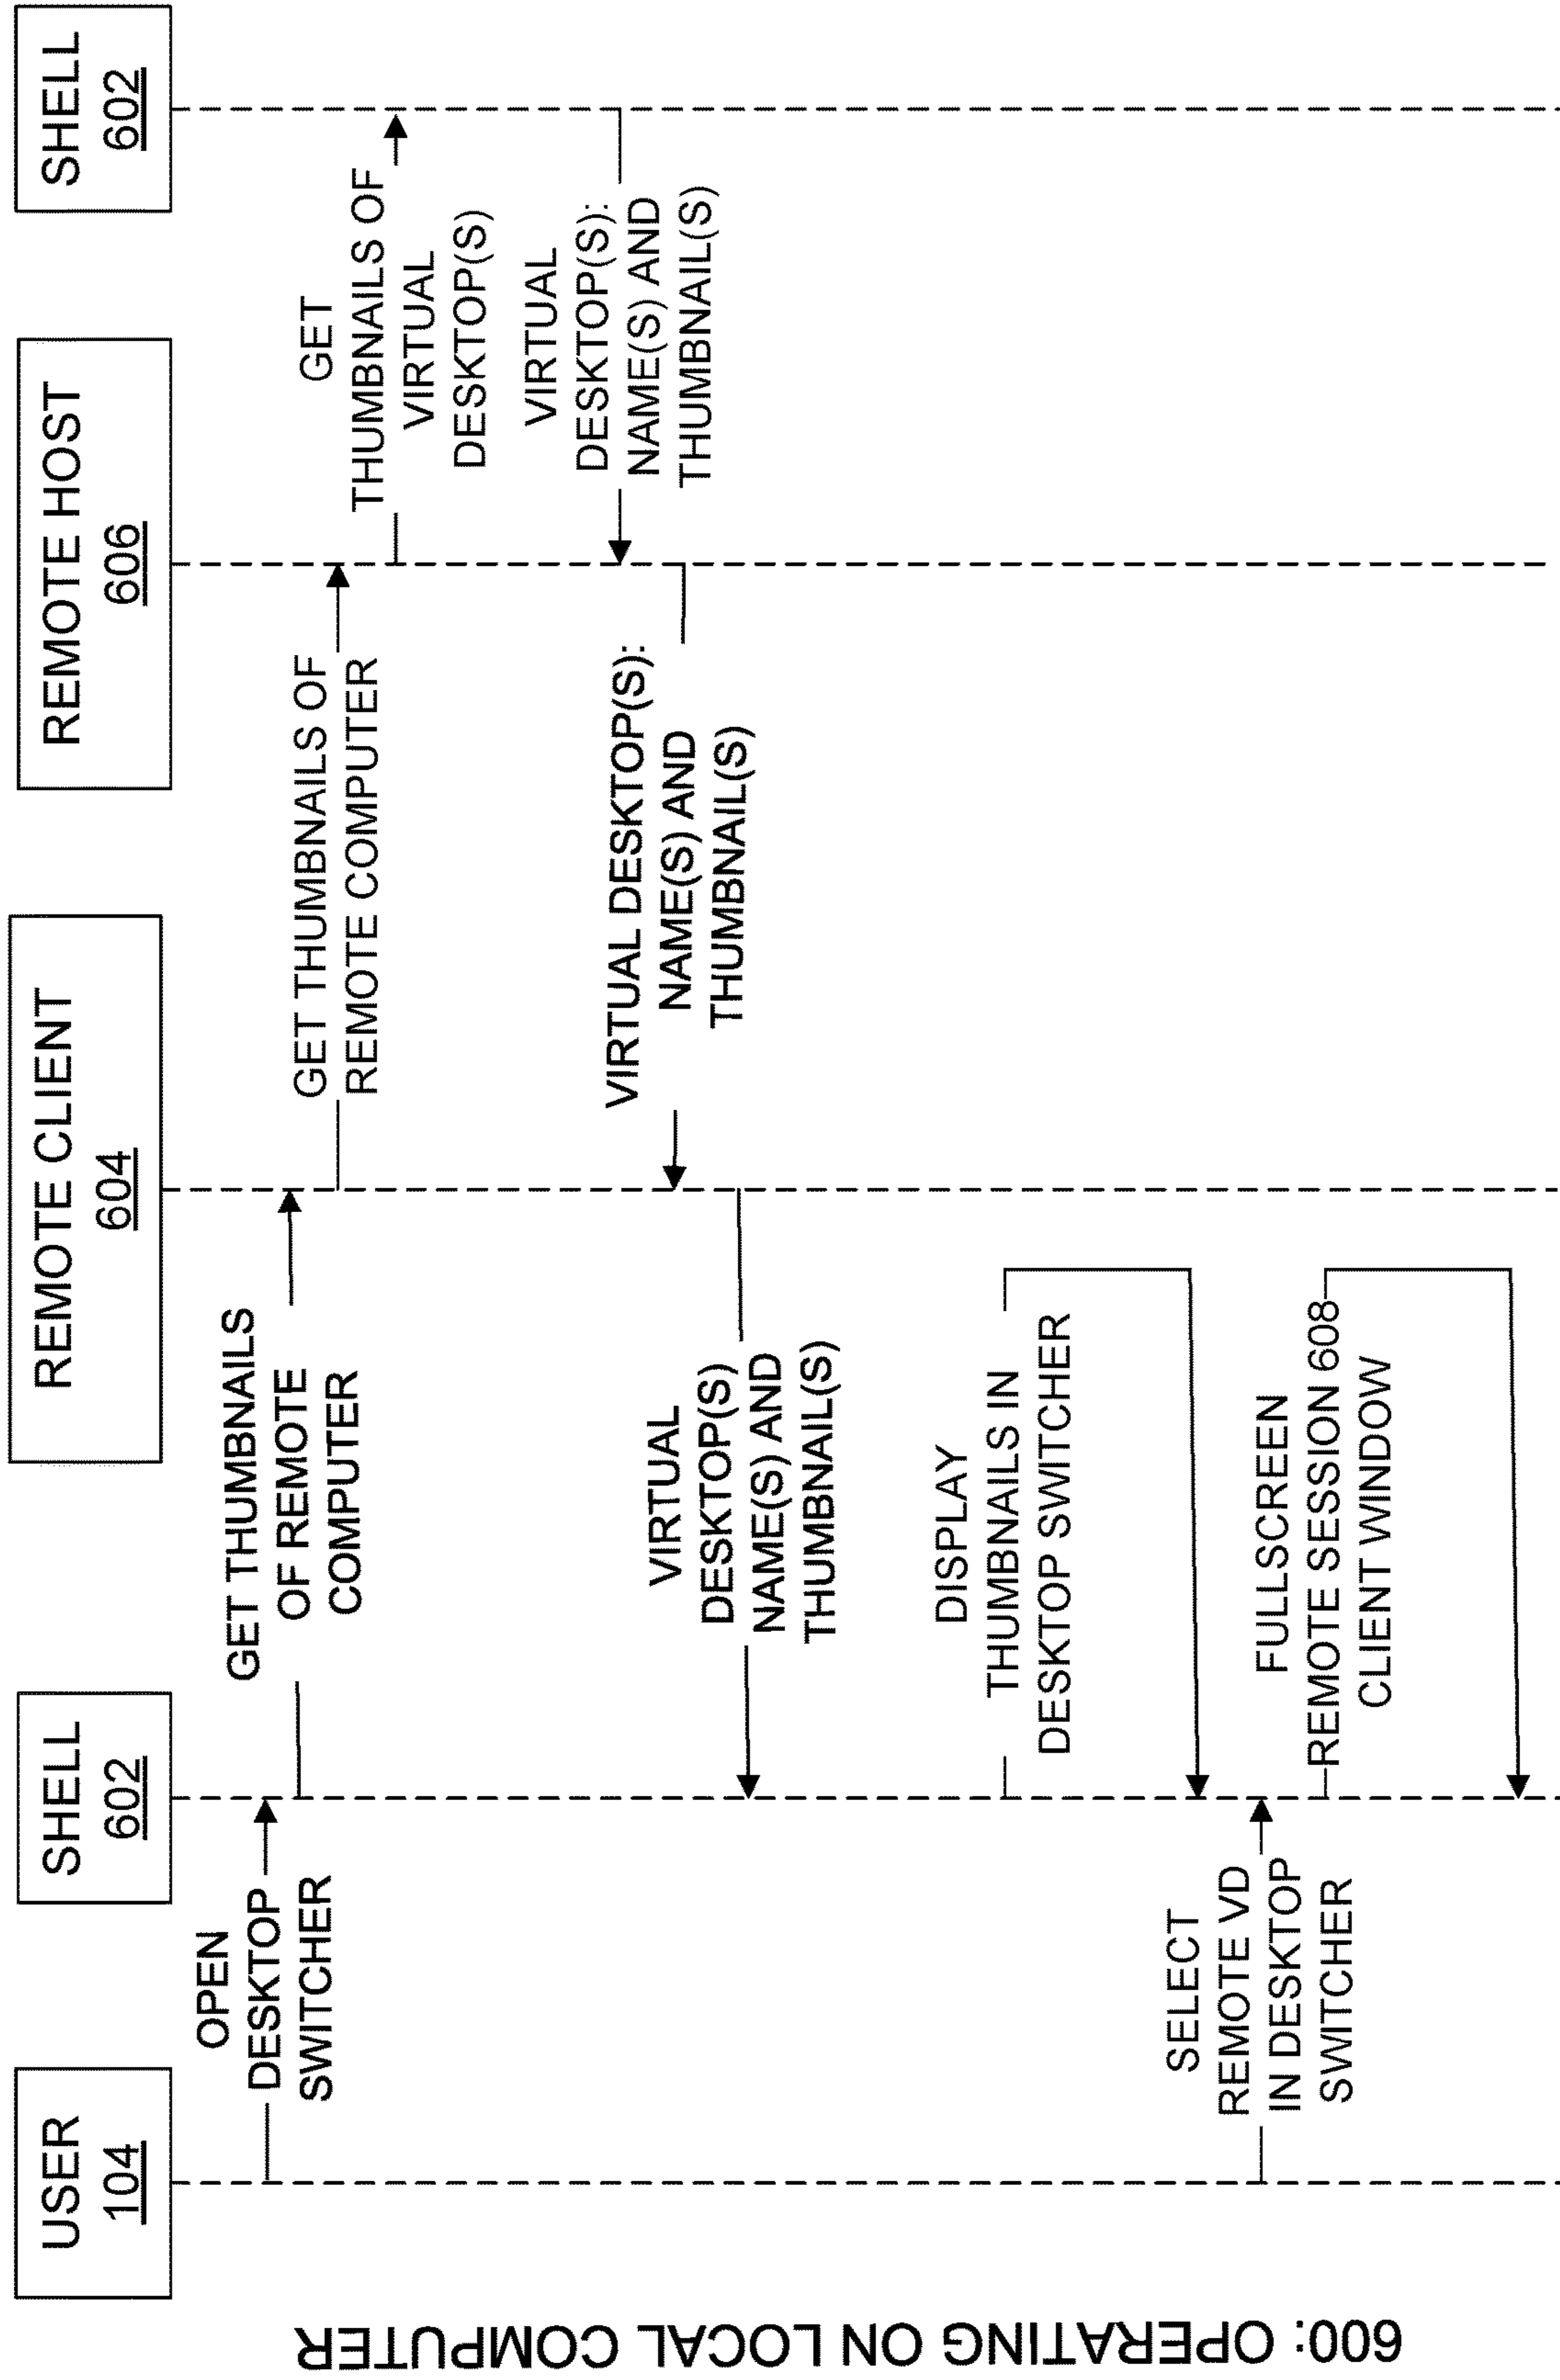 600: OPERATING ON LOCAL COMPUTER
USER
104
SHELL
602
REMOTE CLIENT
604
REMOTE HOST
606
SHELL
602
OPEN
DESKTOP
SWITCHER
GET THUMBNAILS
OF REMOTE
COMPUTER
GET THUMBNAILS OF
REMOTE COMPUTER
GET
THUMBNAILS OF
VIRTUAL
DESKTOP(S)
VIRTUAL
DESKTOP(S):
NAME(S) AND
THUMBNAIL(S)
VIRTUAL DESKTOP(S):
NAME(S) AND
THUMBNAIL(S)
VIRTUAL
DESKTOP(S)
NAME(S) AND
THUMBNAIL(S)
DISPLAY
THUMBNAILS IN
DESKTOP SWITCHER
SELECT
REMOTE VD
IN DESKTOP
SWITCHER
FULLSCREEN
REMOTE SESSION 608
CLIENT WINDOW